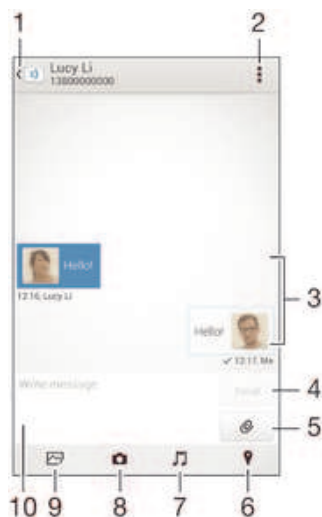 1
2
Lucy Li
13800000000
Hello!
12:16, Lucy Li
3
Hello!
✓ 12:17, Me
Write message
Send
4
5
10
9
8
7
6